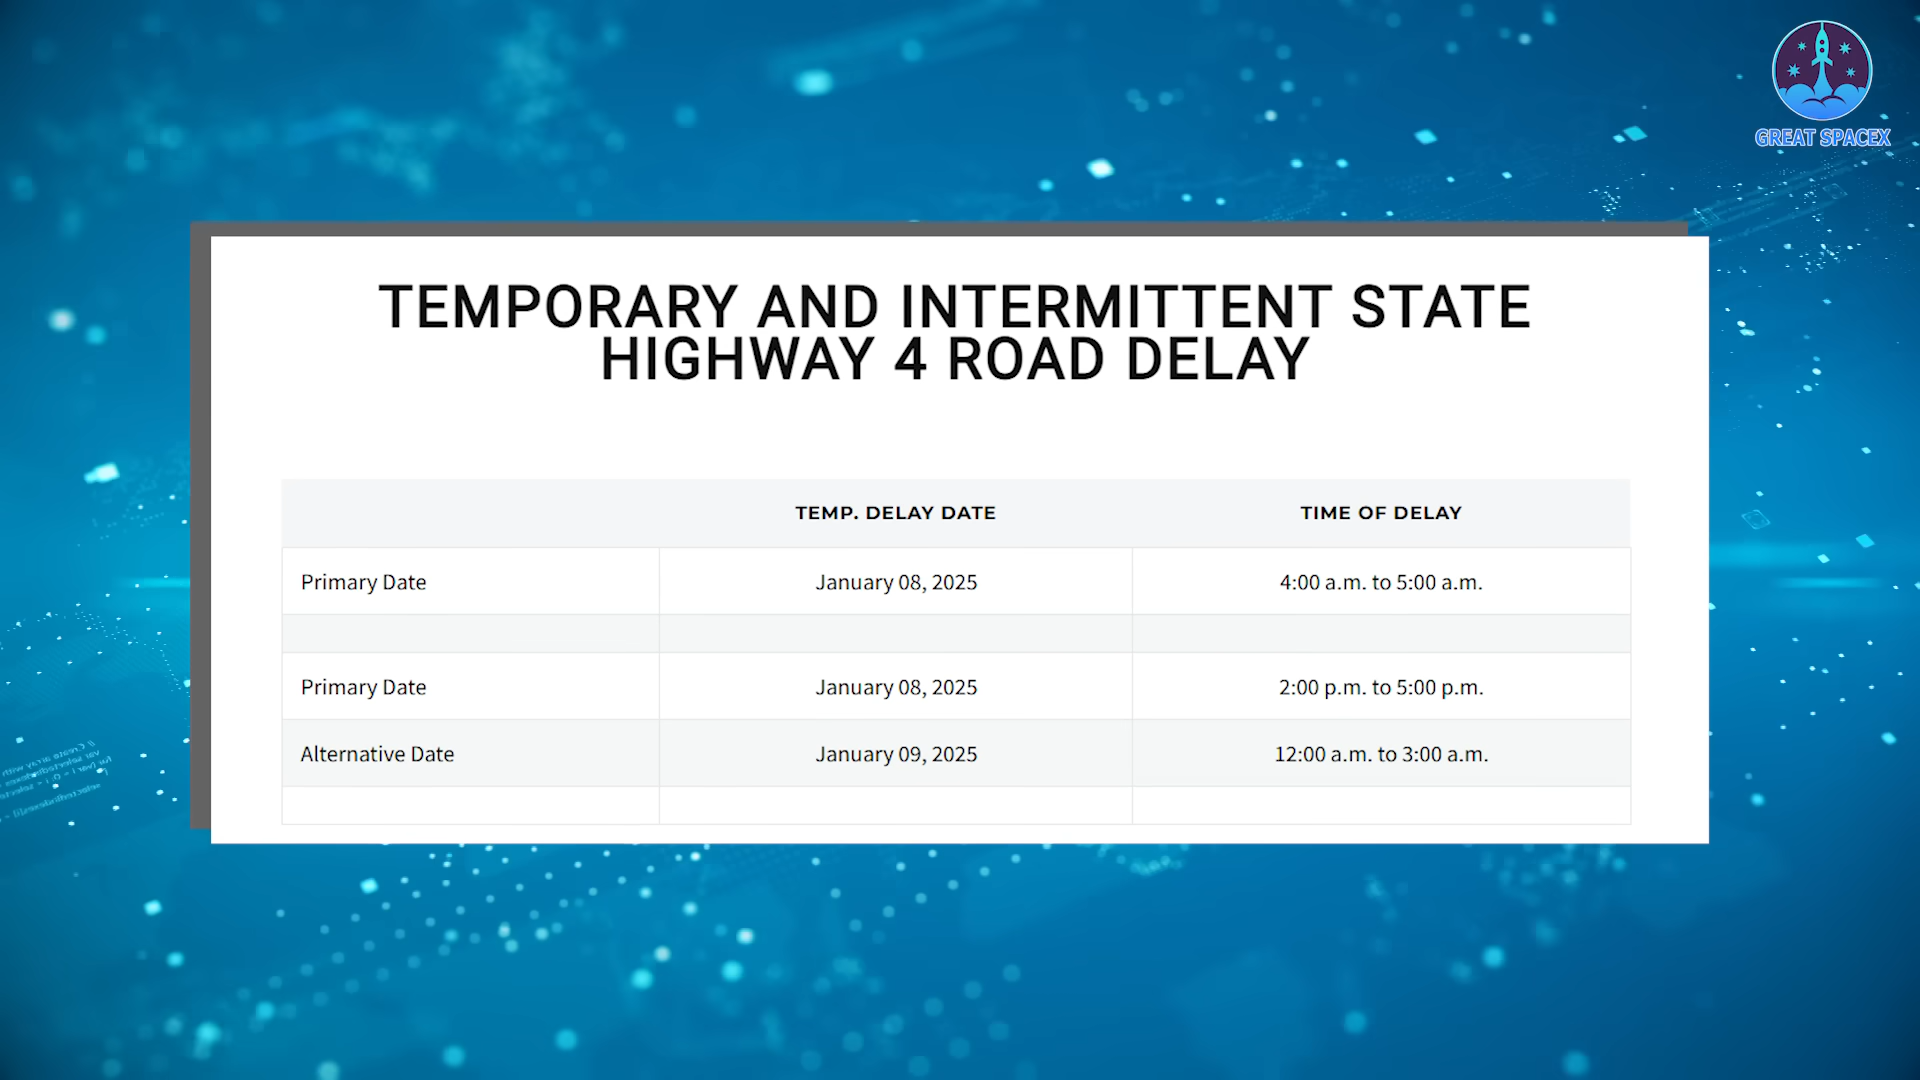 GREAT SPACEX
TEMPORARY AND INTERMITTENT STATE
HIGHWAY 4 ROAD DELAY
TEMP. DELAY DATE TIME OF DELAY
Primary Date January 08, 2025 4:00 a.m. to 5:00 a.m.
Primary Date January 08, 2025 2:00 p.m. to 5:00 p.m.
Alternative Date January 09, 2025 12:00 a.m. to 3:00 a.m.